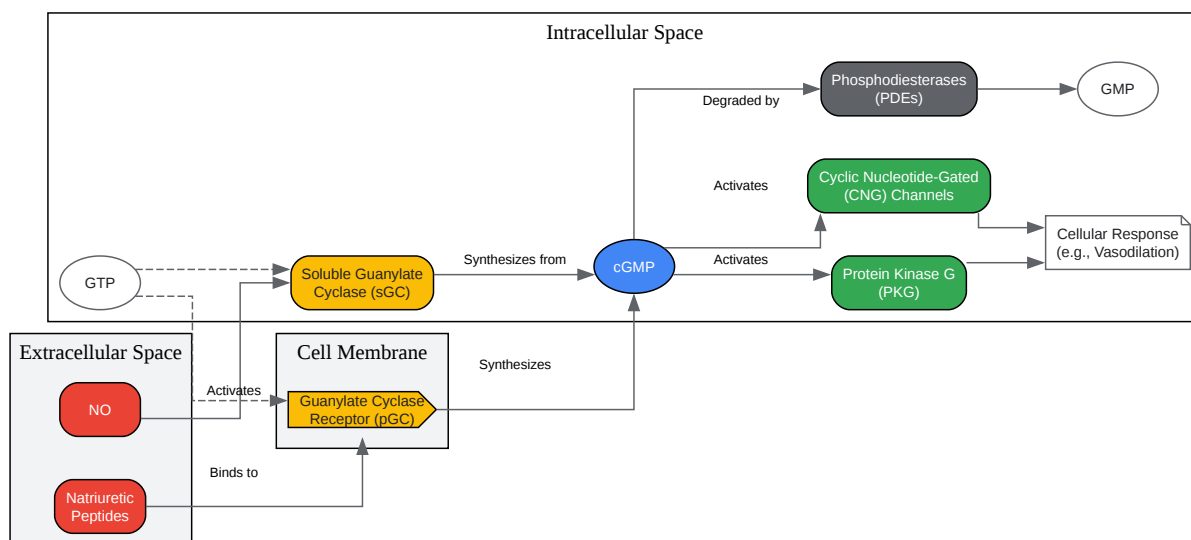 Intracellular Space
Phosphodiesterases
(PDEs)
GMP
Degraded by
Cyclic Nucleotide-Gated
(CNG) Channels
Activates
Cellular Response
(e.g., Vasodilation)
GTP
Soluble Guanylate
Cyclase (sGC)
Synthesizes from
cGMP
Activates
Protein Kinase G
(PKG)
Extracellular Space
Cell Membrane
NO
Activates
Guanylate Cyclase
Receptor (pGC)
Synthesizes
Binds to
Natriuretic
Peptides